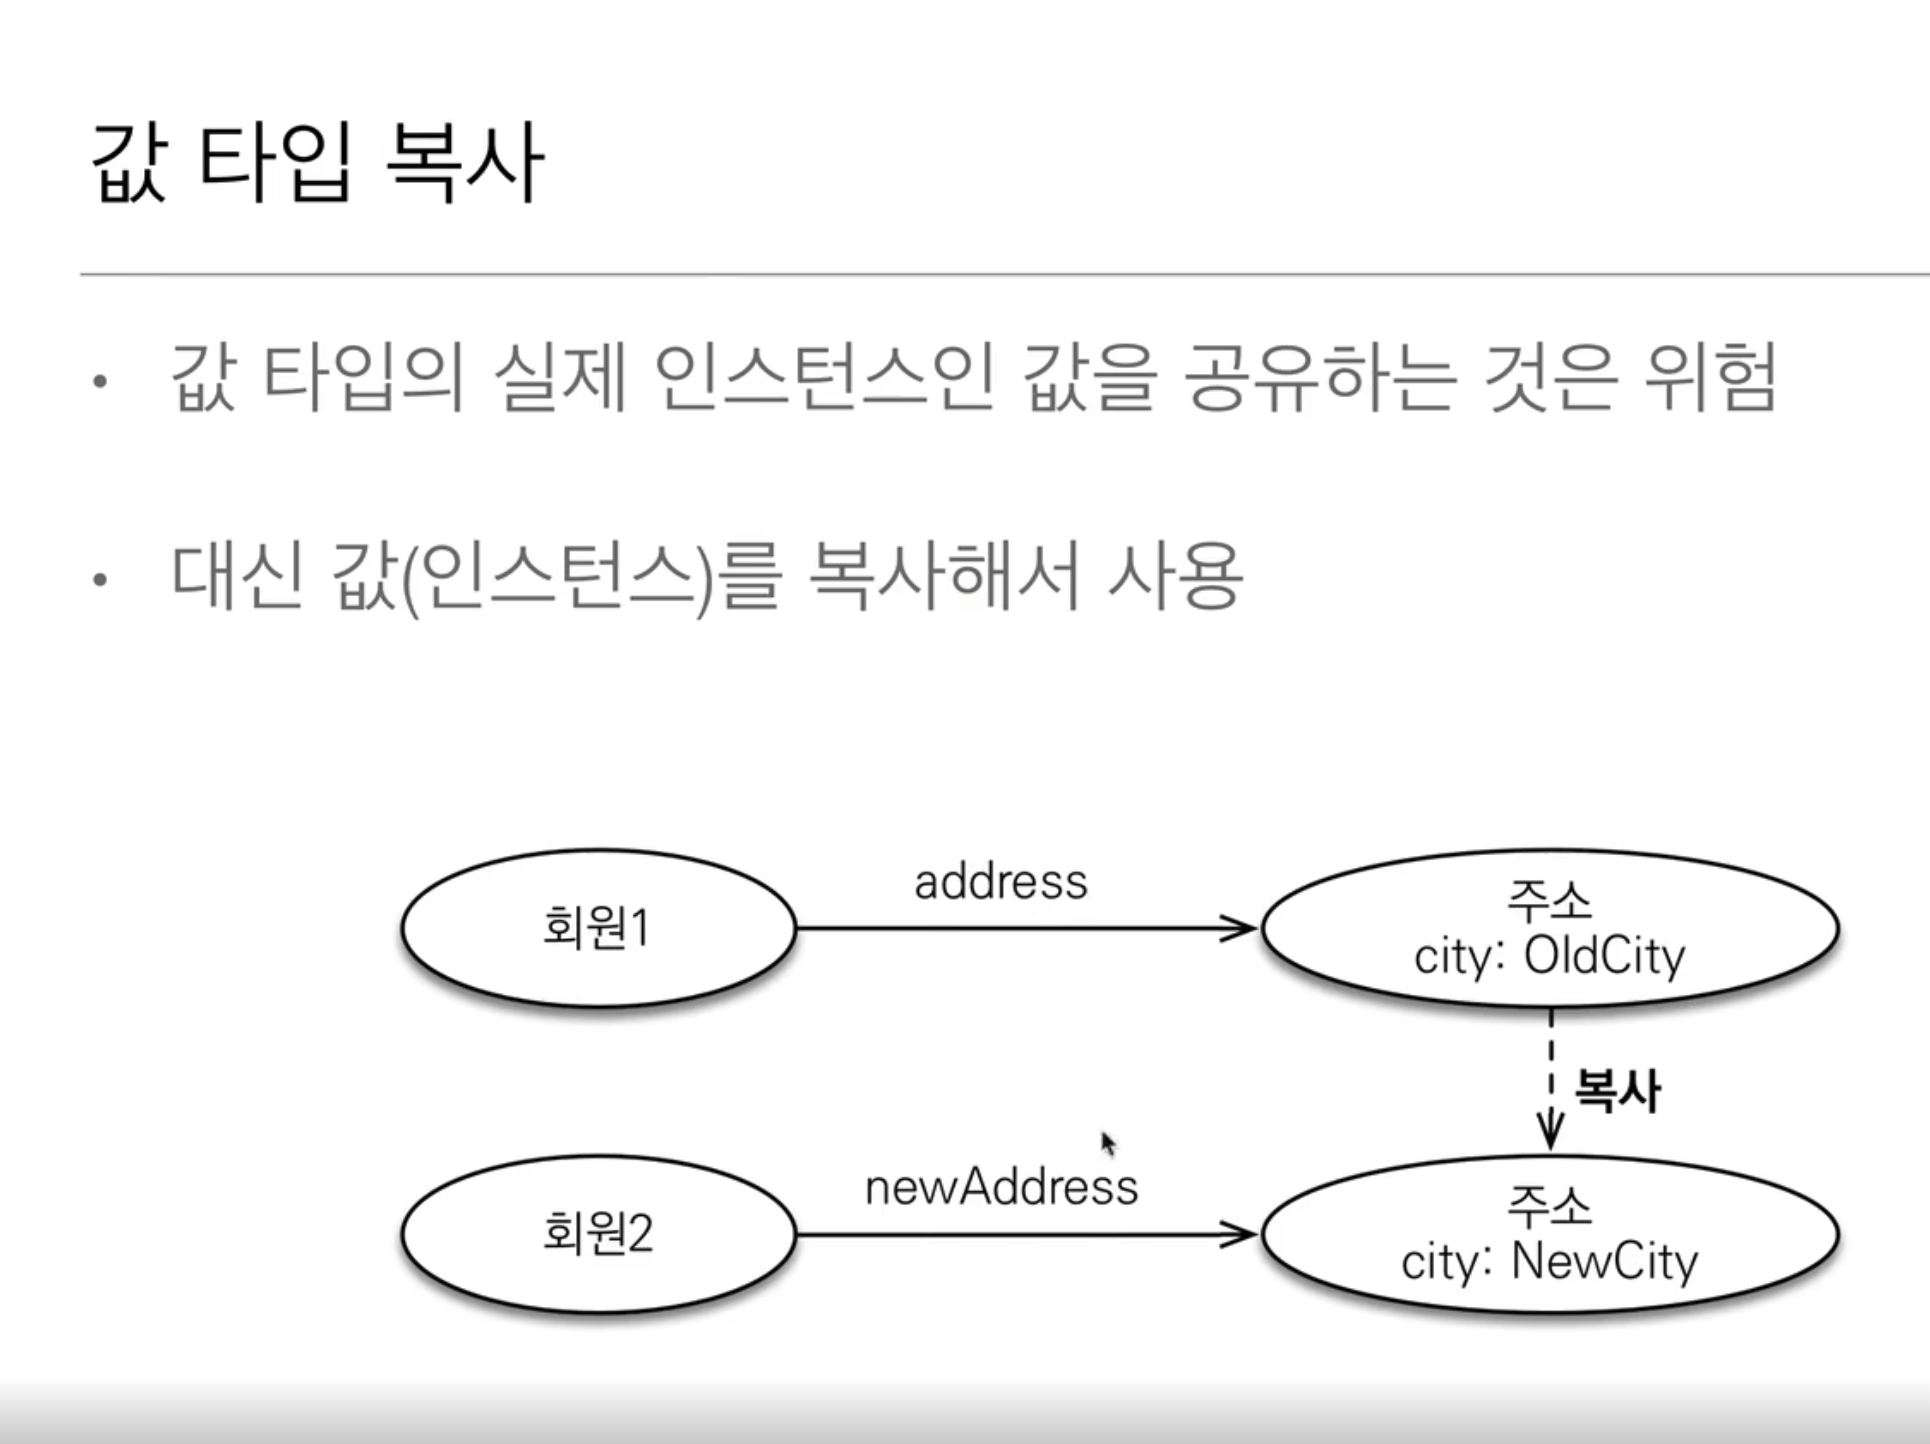 값 타입 복사
• 값 타입의 실제 인스턴스인 값을 공유하는 것은 위험
• 대신 값(인스턴스)를 복사해서 사용
회원1
address
주소
city: OldCity
복사
회원2
newAddress
주소
city: NewCity